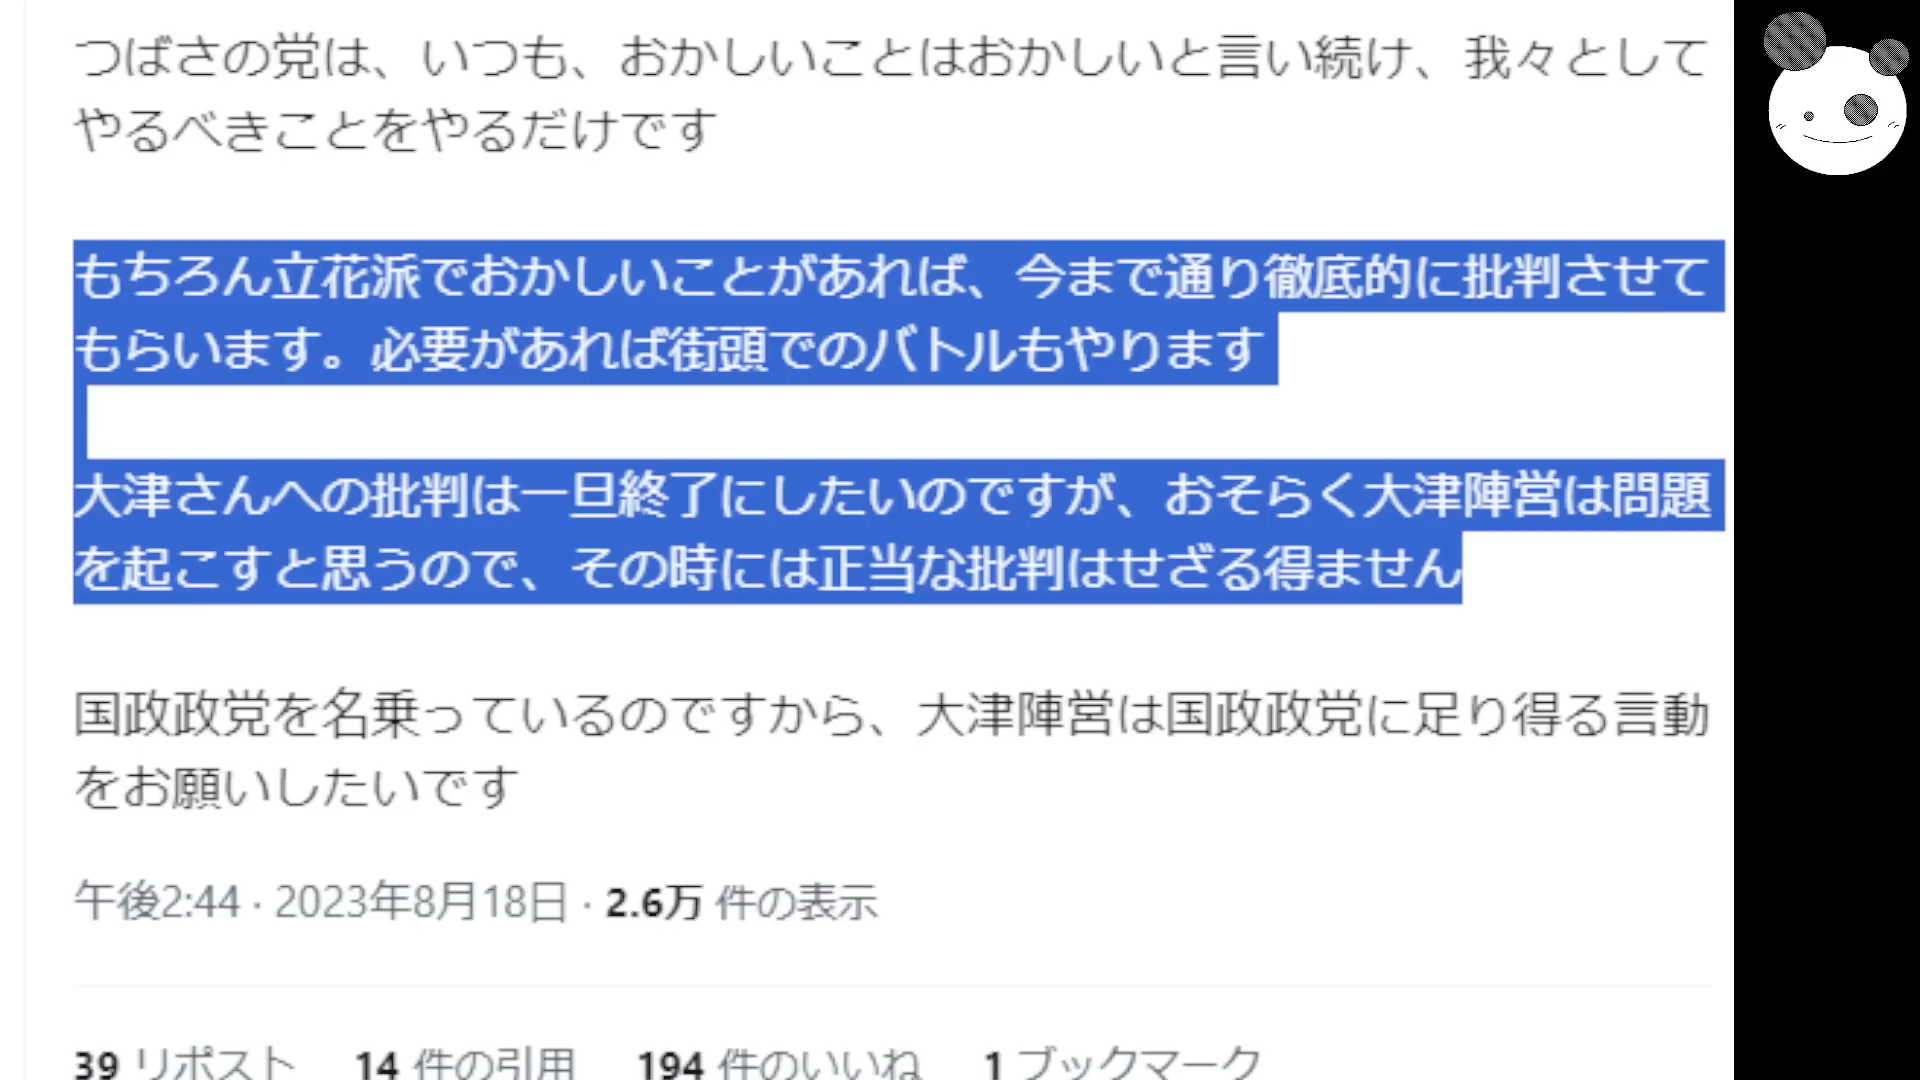 つばさの党は、いつも、おかしいことはおかしいと言い続け、我々として
やるべきことをやるだけです
もちろん立花派でおかしいことがあれば、今まで通り徹底的に批判させて
もらいます。必要があれば街頭でのバトルもやります
大津さんへの批判は一旦終了にしたいのですが、おそらく大津陣営は問題
を起こすと思うので、その時には正当な批判はせざる得ません
国政政党を名乗っているのですから、大津陣営は国政政党に足り得る言動
をお願いしたいです
午後2:44 · 2023年8月18日 · 2.6万 件の表示
39 リポスト 14 件の引用 194 件のいいね 1 ブックマーク